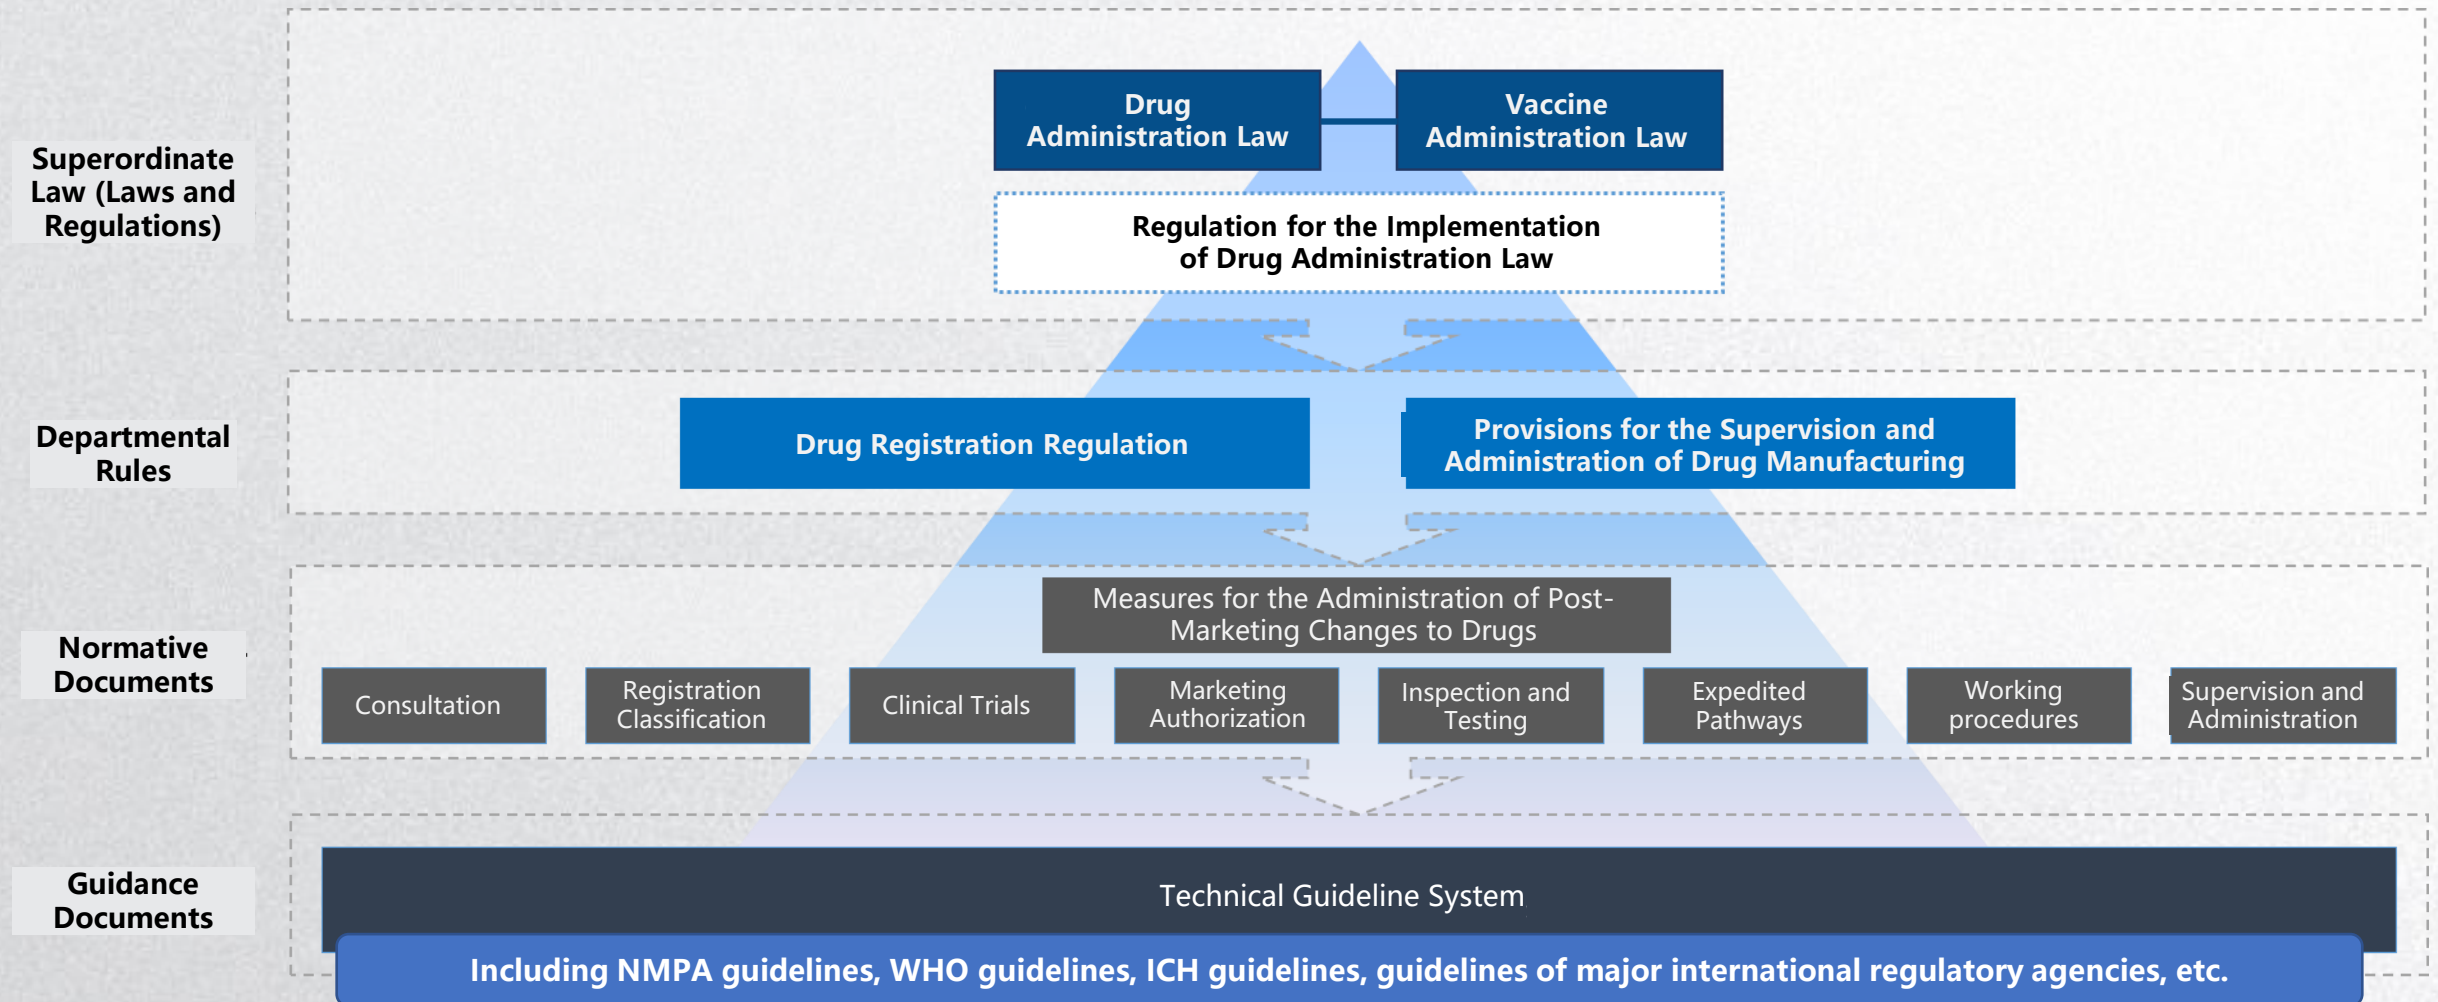 Superordinate
Law (Laws and
Regulations)
Drug
Administration Law
Vaccine
Administration Law
Regulation for the Implementation
of Drug Administration Law
Departmental
Rules
Drug Registration Regulation
Provisions for the Supervision and
Administration of Drug Manufacturing
Normative
Documents
Measures for the Administration of Post-
Marketing Changes to Drugs
Consultation
Registration
Classification
Clinical Trials
Marketing
Authorization
Inspection and
Testing
Expedited
Pathways
Working
procedures
Supervision and
Administration
Guidance
Documents
Technical Guideline System
Including NMPA guidelines, WHO guidelines, ICH guidelines, guidelines of major international regulatory agencies, etc.